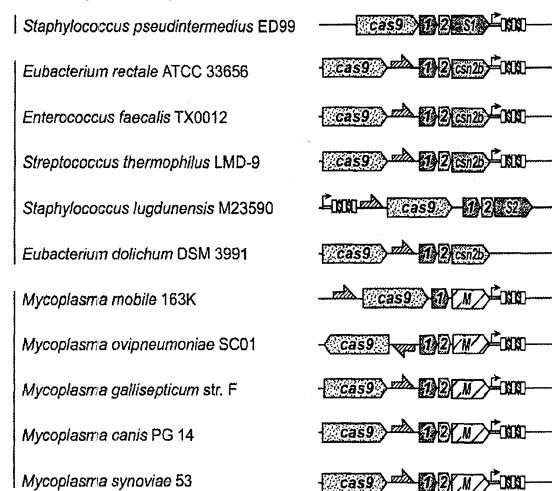 Staphylococcus pseudintermedius ED99 cas9 1 2 S1
Eubacterium rectale ATCC 33656 cas9 1 2 csn2b
Enterococcus faecalis TX0012 cas9 1 2 csn2b
Streptococcus thermophilus LMD-9 cas9 1 2 csn2b
Staphylococcus lugdunensis M23590 cas9 1 2 S2
Eubacterium dolichum DSM 3991 cas9 1 2 csn2b
Mycoplasma mobile 163K cas9 1 M
Mycoplasma ovipneumoniae SC01 cas9 1 2 M
Mycoplasma gallisepticum str. F cas9 1 2 M
Mycoplasma canis PG 14 cas9 1 2 M
Mycoplasma synoviae 53 cas9 1 2 M